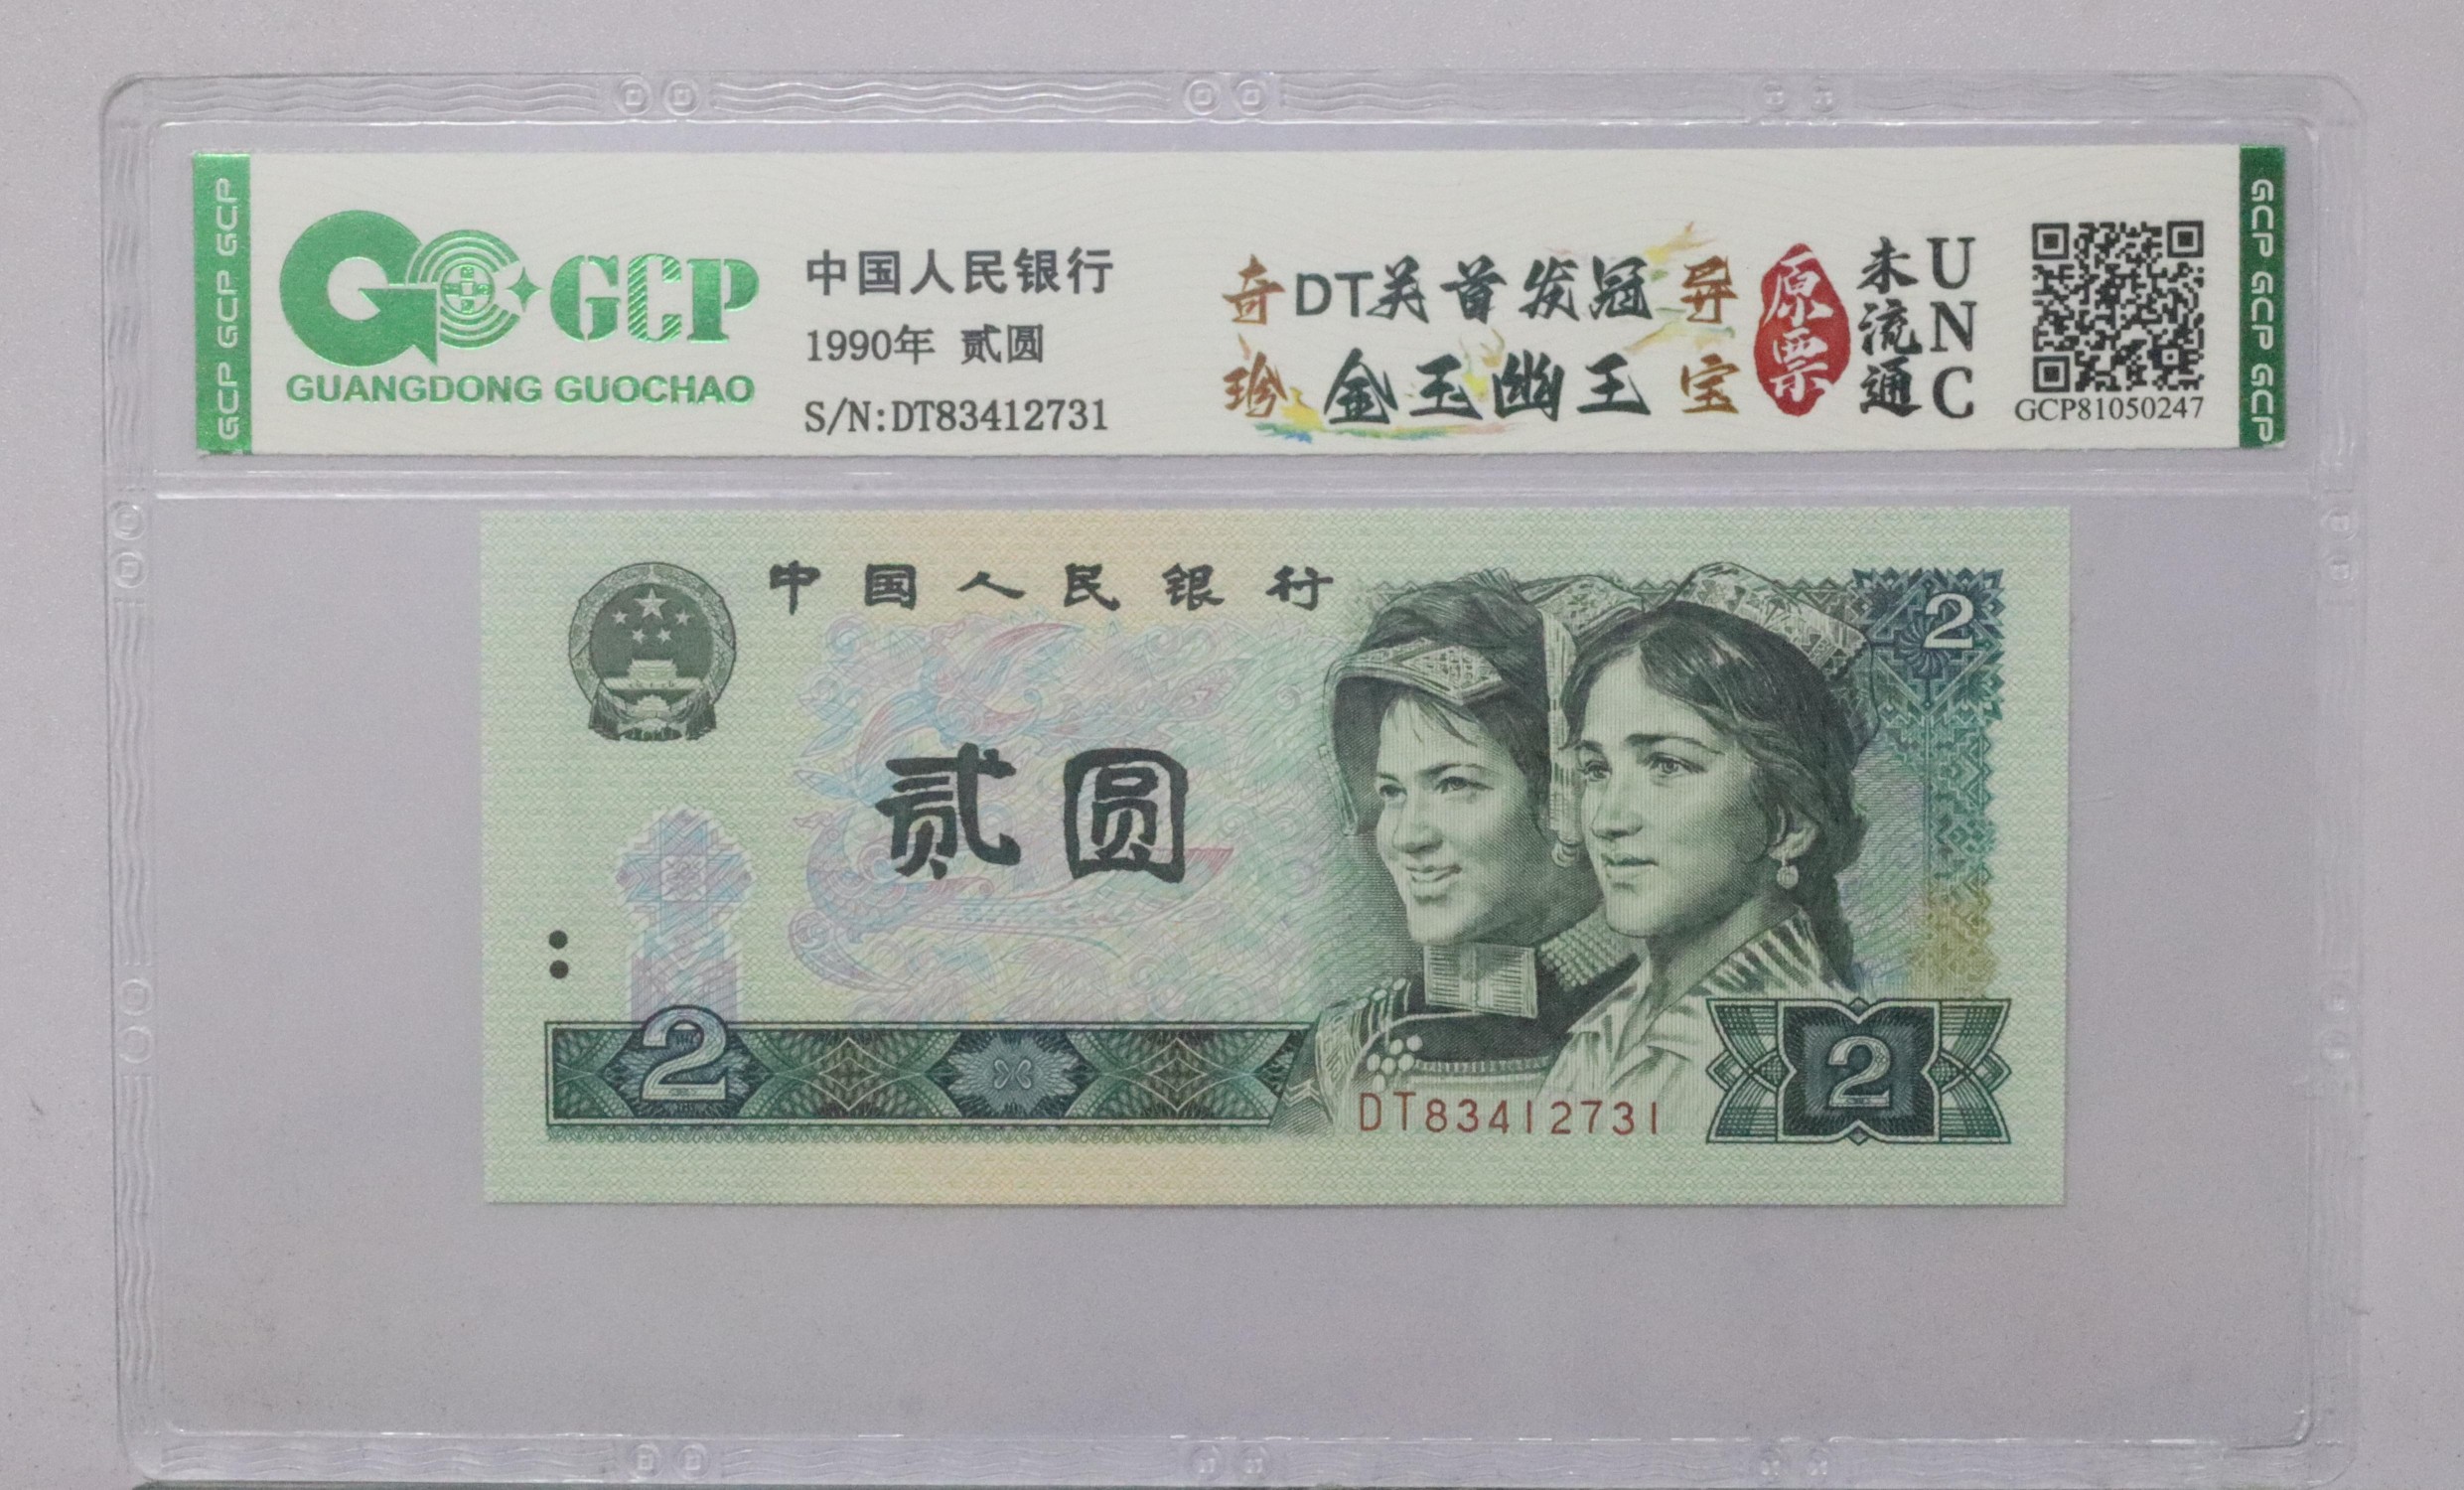 GCP GCP GCP
GCP
GUANGDONG GUOCHAO
中国人民银行
1990年 贰圆
S/N:DT83412731
奇 DT关首发冠 异
珍 金玉幽王 宝
原票
未流通
UNC
GCP81050247
GCP GCP GCP
中国人民银行
2
贰圆
2
DT83412731
2